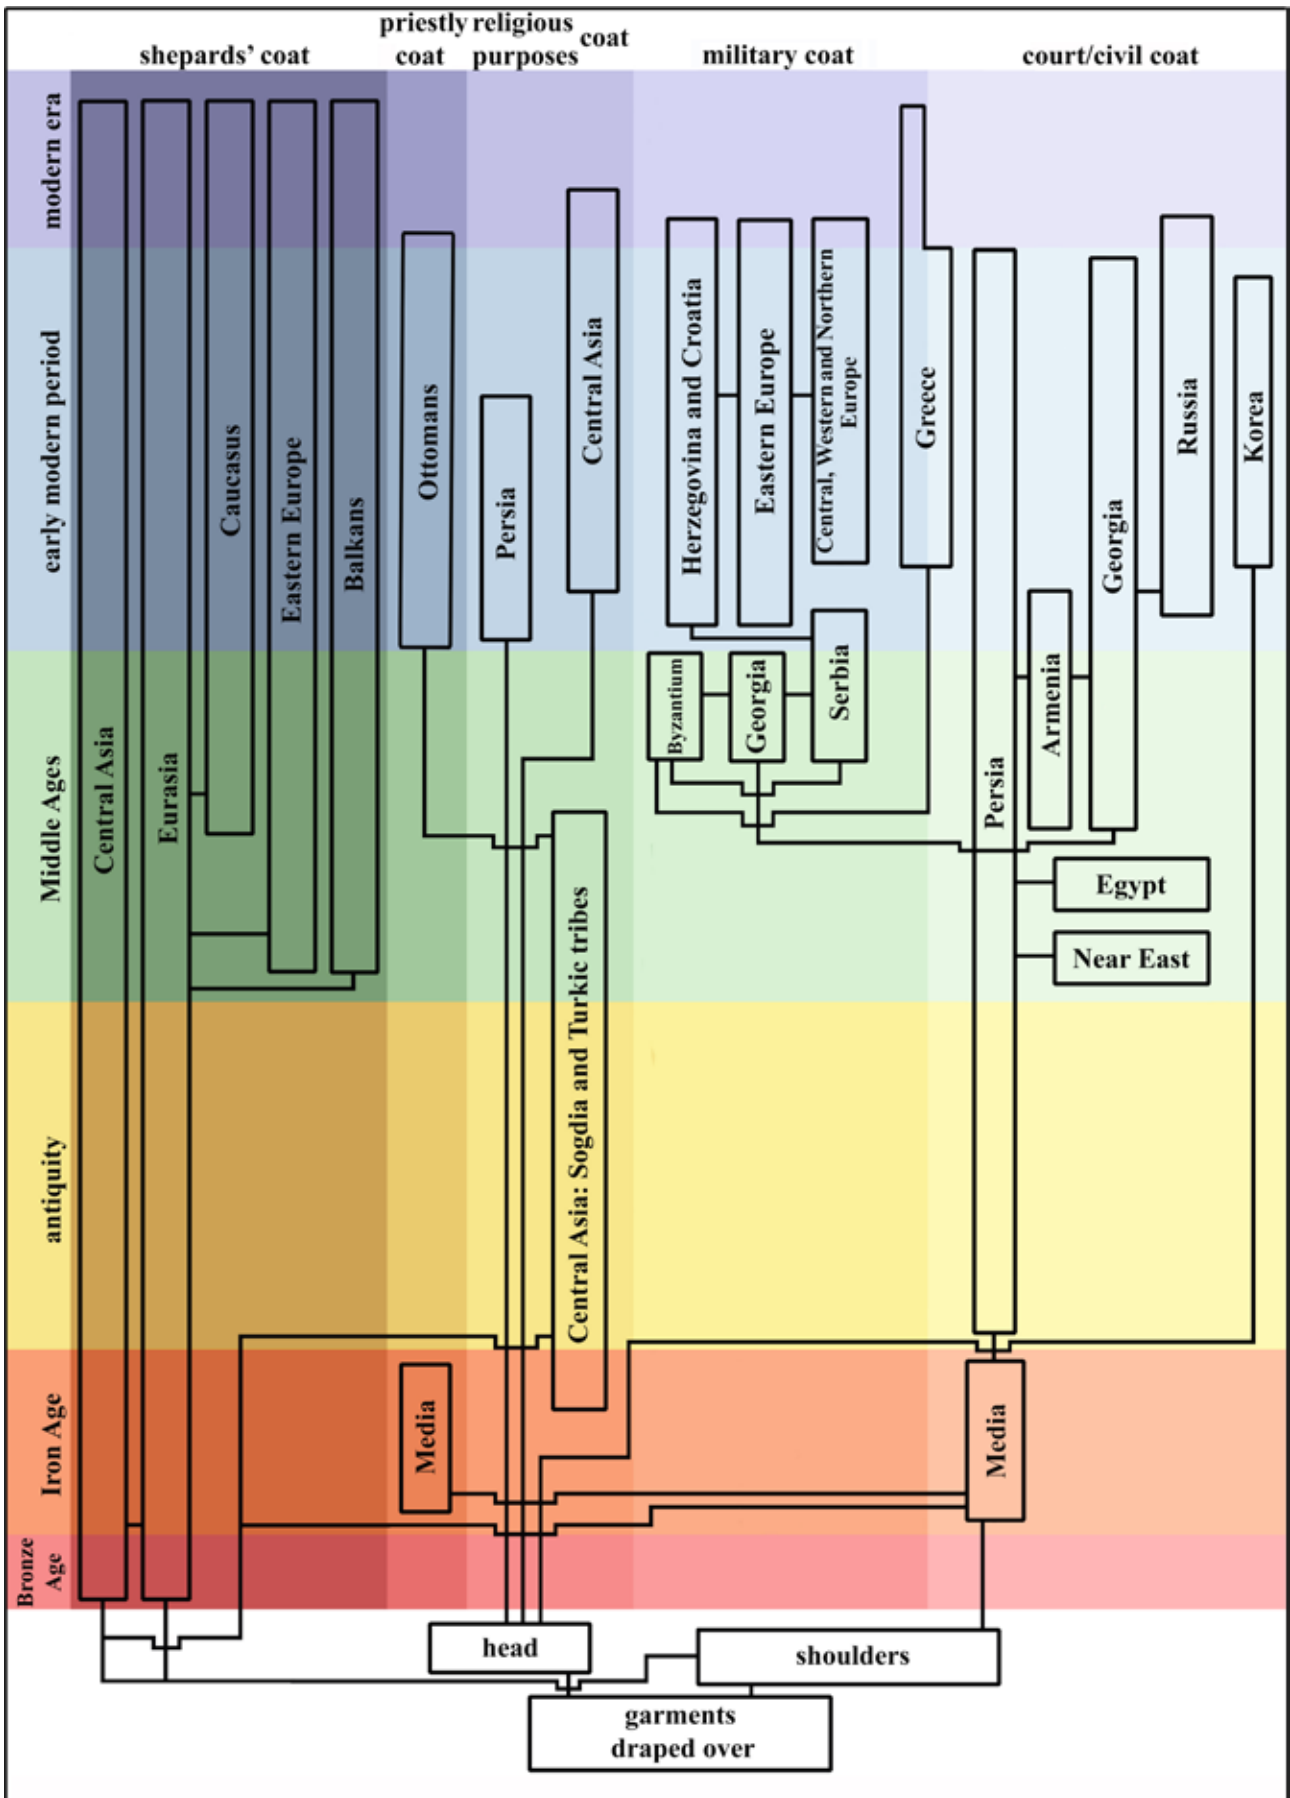 priestly religious coat
shepards' coat
coat
purposes
military coat
court/civil coat
modern era
early modern period
Middle Ages
antiquity
Iron Age
Bronze
Age
Central Asia
Eurasia
Caucasus
Eastern Europe
Balkans
Ottomans
Media
Persia
Central Asia
Central Asia: Sogdia and Turkic tribes
Herzegovina and Croatia
Eastern Europe
Central, Western and Northern
Europe
Byzantium
Georgia
Serbia
Greece
Persia
Armenia
Georgia
Russia
Korea
Egypt
Near East
Media
head
shoulders
garments
draped over